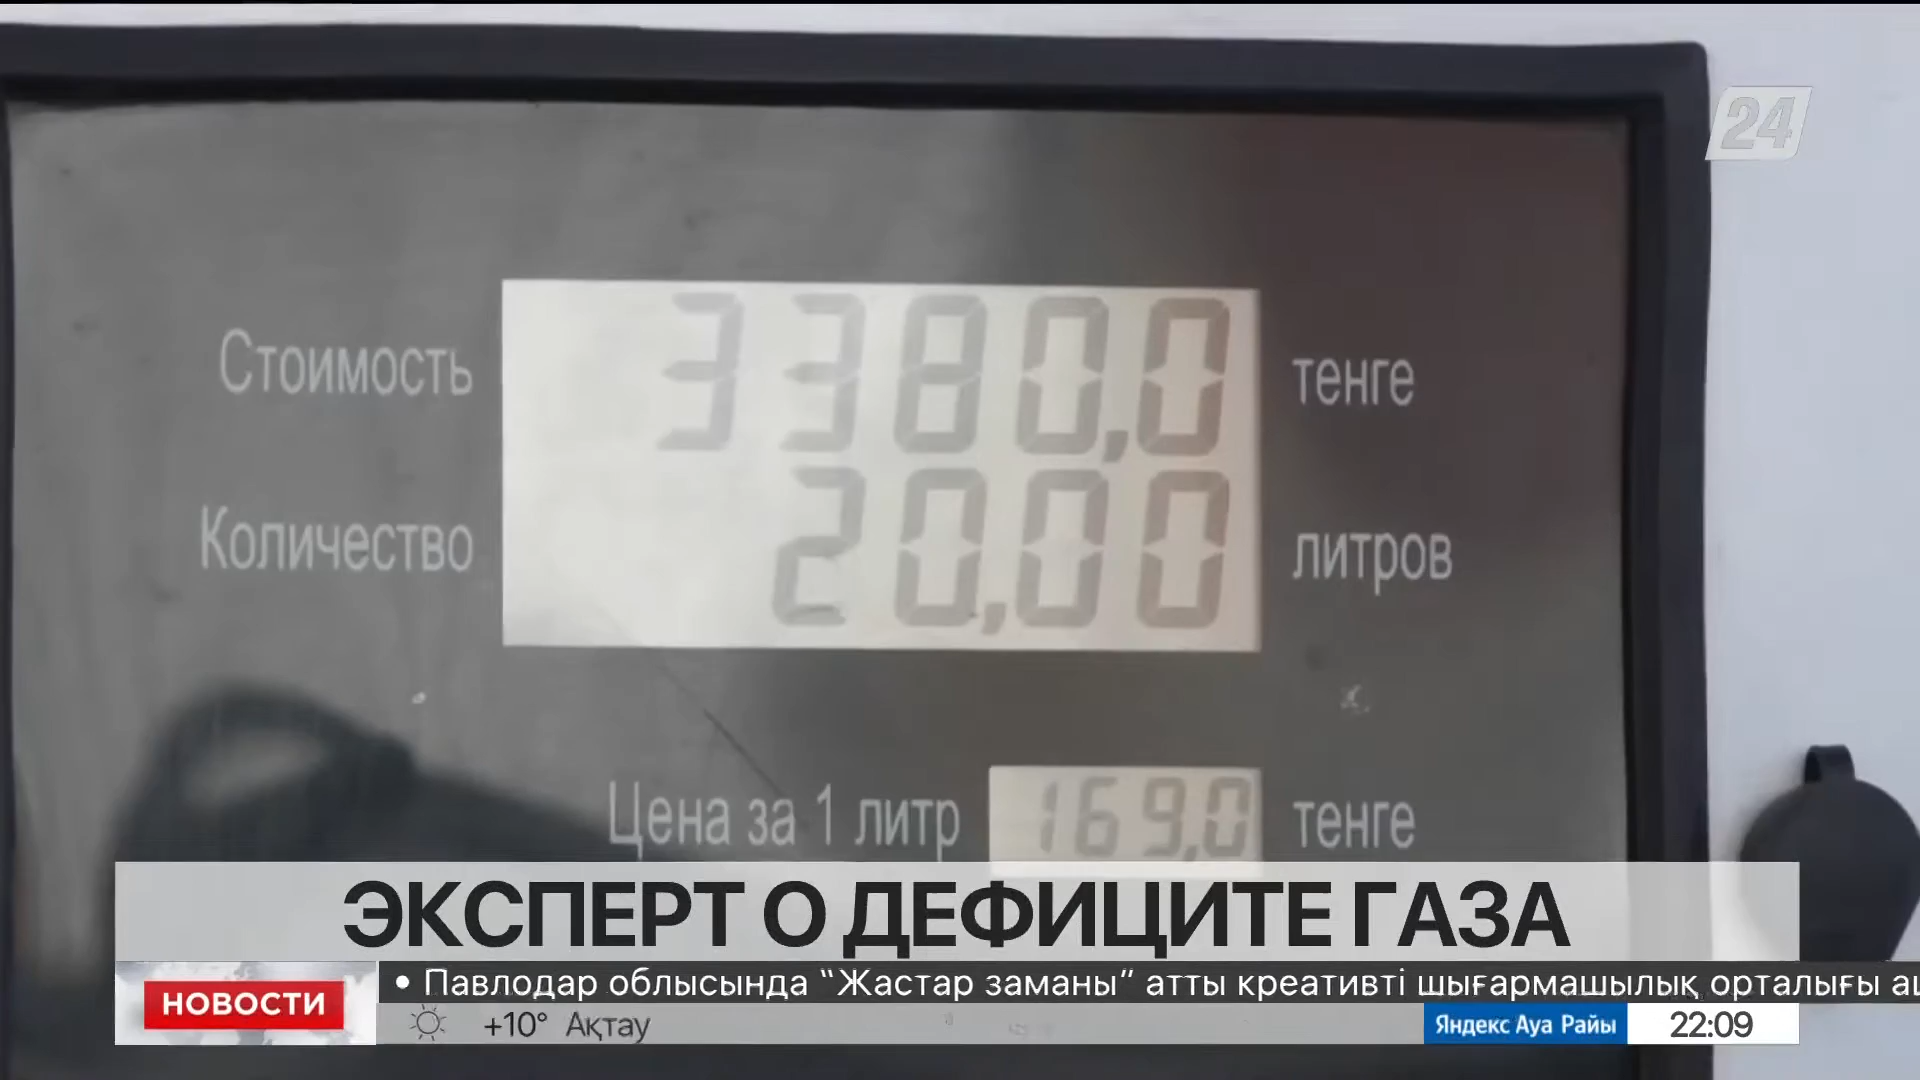 24
Стоимость 3380,0 тенге
Количество 20,00 литров
Цена за 1 литр 169,0 тенге
ЭКСПЕРТ О ДЕФИЦИТЕ ГАЗА
НОВОСТИ
• Павлодар облысында “Жастар заманы” атты креативті шығармашылық орталығы
+10° Ақтау
Яндекс Ауа Райы 22:09